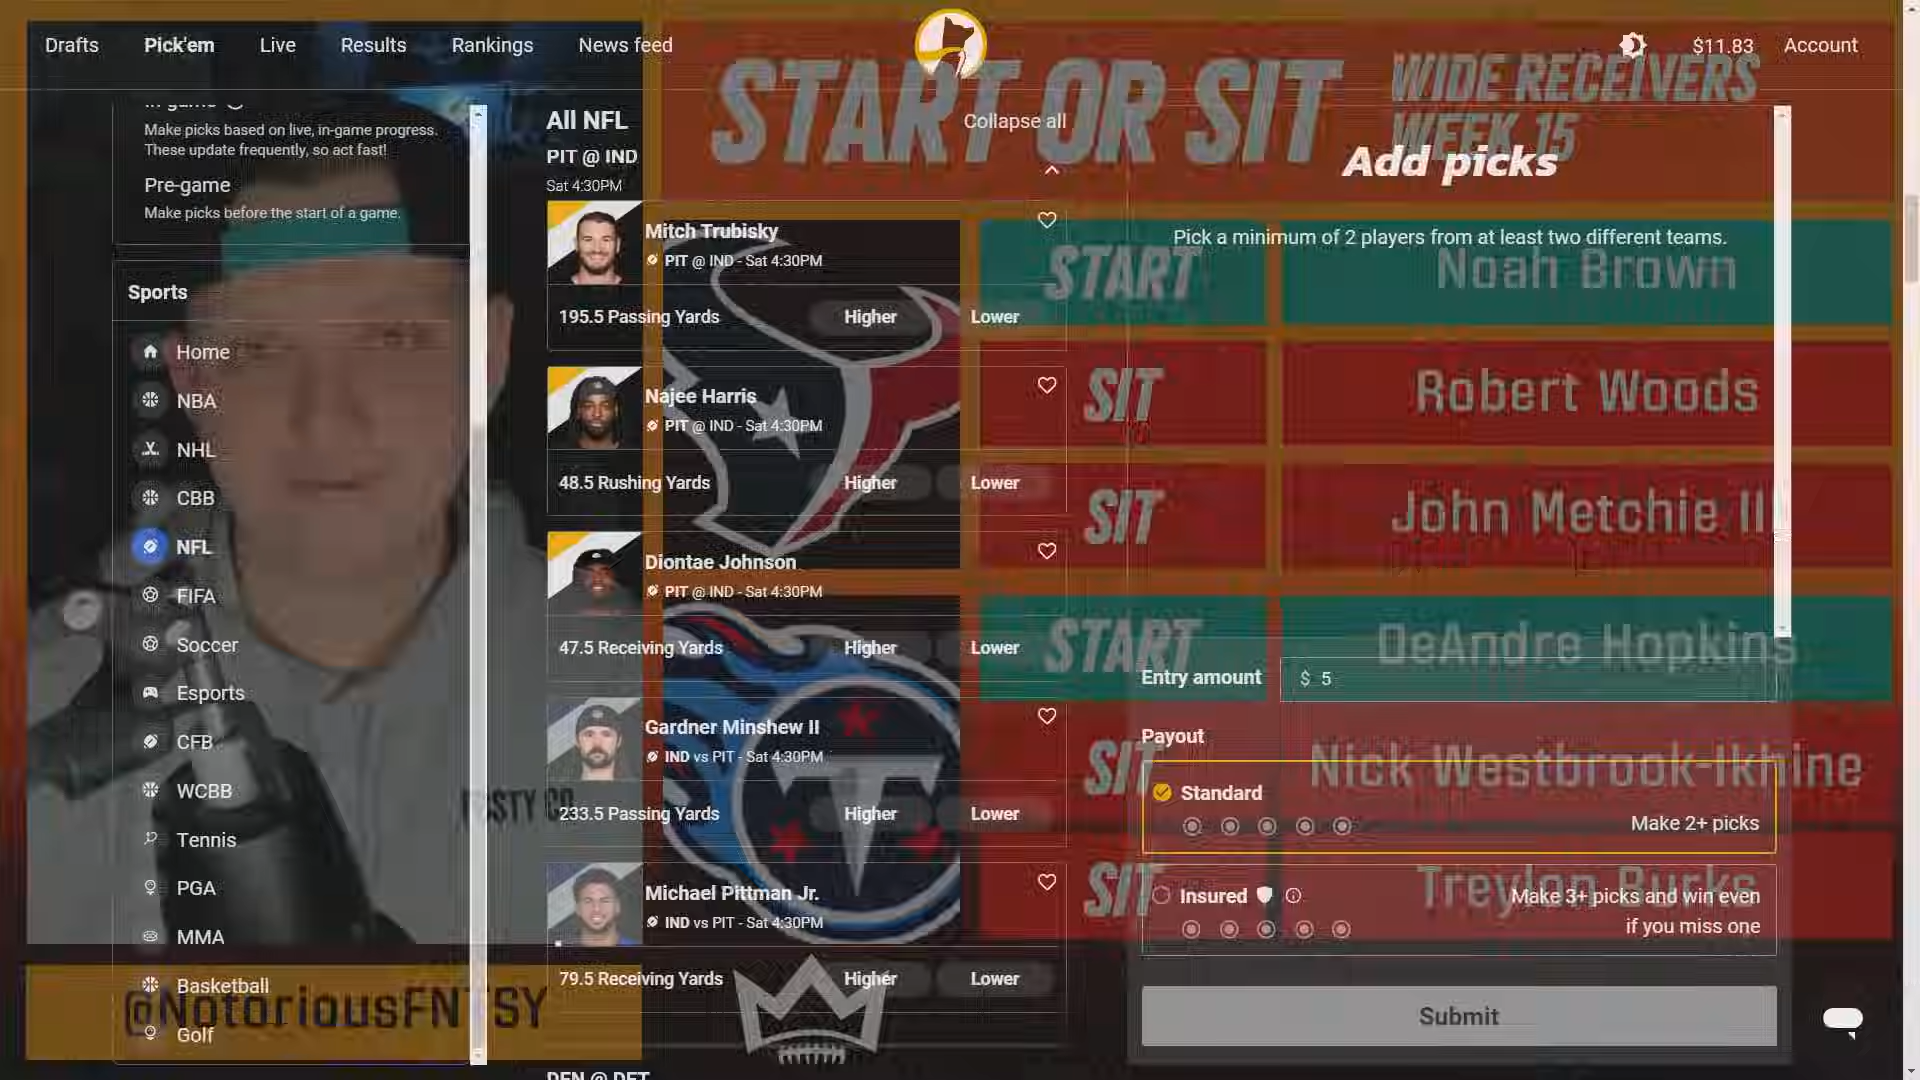 Drafts
Pick'em
Live
Results
Rankings
News feed
$11.83
Account
START OR SIT
WIDE RECEIVERS
WEEK 15
Make picks based on live, in-game progress.
These update frequently, so act fast!
Pre-game
Make picks before the start of a game.
Sports
Home
NBA
NHL
CBB
NFL
FIFA
Soccer
Esports
CFB
WCBB
Tennis
PGA
MMA
Basketball
Golf
@NotoriousFNTSY
All NFL
Collapse all
PIT @ IND
Sat 4:30PM
Mitch Trubisky
PIT @ IND - Sat 4:30PM
195.5 Passing Yards
Higher
Lower
Najee Harris
PIT @ IND - Sat 4:30PM
48.5 Rushing Yards
Higher
Lower
Diontae Johnson
PIT @ IND - Sat 4:30PM
47.5 Receiving Yards
Higher
Lower
Gardner Minshew II
IND vs PIT - Sat 4:30PM
233.5 Passing Yards
Higher
Lower
Michael Pittman Jr.
IND vs PIT - Sat 4:30PM
79.5 Receiving Yards
Higher
Lower
DEN @ DET
Add picks
Pick a minimum of 2 players from at least two different teams.
START
Noah Brown
SIT
Robert Woods
SIT
John Metchie II
START
DeAndre Hopkins
Entry amount
$ 5
Payout
SIT
Nick Westbrook-Ikhine
Standard
Make 2+ picks
SIT
Treylon Burks
Insured
Make 3+ picks and win even
if you miss one
Submit